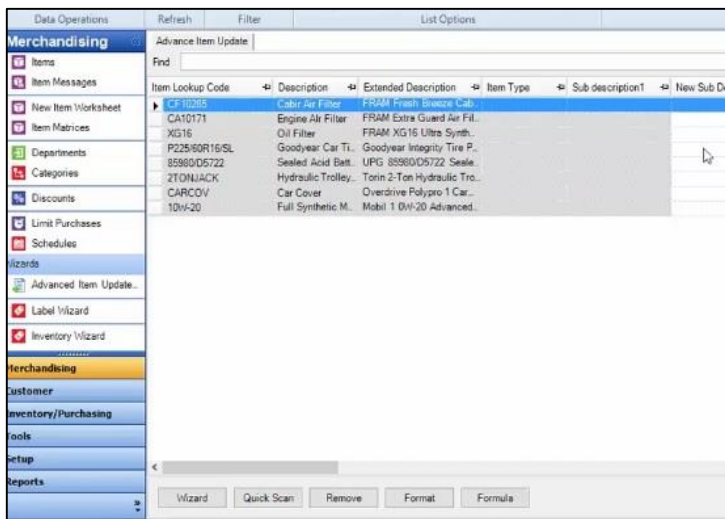 Data Operations Refresh Filter List Options
Merchandising
Items
Item Messages
New Item Worksheet
Item Matrices
Departments
Categories
Discounts
Limit Purchases
Schedules
Wizards
Advanced Item Update..
Label Wizard
Inventory Wizard
Merchandising
Customer
Inventory/Purchasing
Tools
Setup
Reports
Advance Item Update
Find
Item Lookup Code Description Extended Description Item Type Sub description1 New Sub De
CF10285 Cabir Air Filter FRAM Fresh Breeze Cab..
CA10171 Engine Air Filter FRAM Extra Guard Air Fil..
XG16 Oil Filter FRAM XG16 Ultra Synth..
P225/60R16/SL Goodyear Car Ti.. Goodyear Integrity Tire P..
85980/D5722 Sealed Acid Batt.. UPG 85980/D5722 Seale..
2TONJACK Hydraulic Trolley.. Torin 2-Ton Hydraulic Tro..
CARCOV Car Cover Overdrive Polypro 1 Car..
10W-20 Full Synthetic M.. Mobil 1 0W-20 Advanced..
Wizard Quick Scan Remove Format Formula